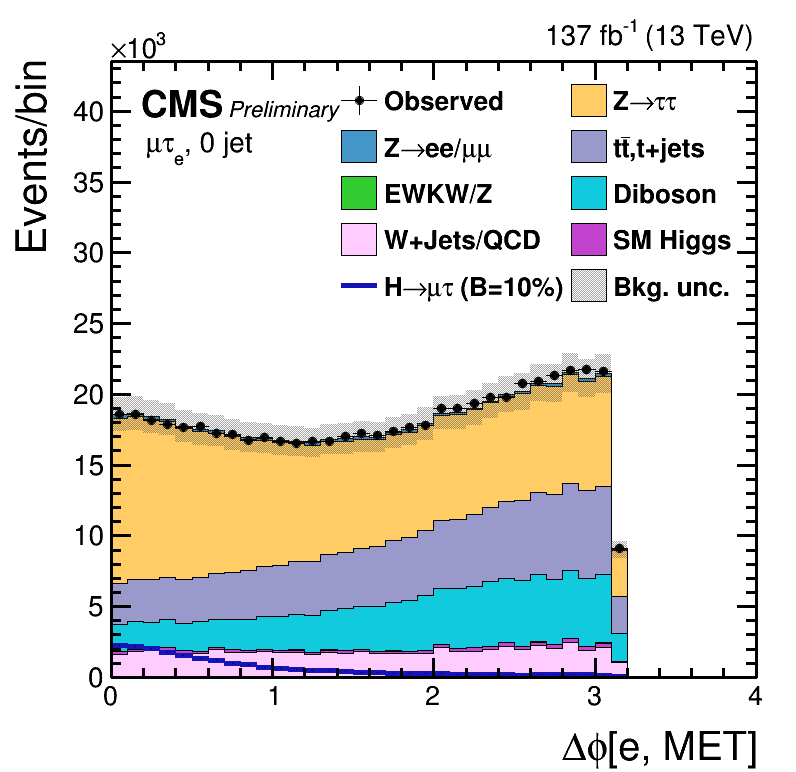 ×10³
137 fb⁻¹ (13 TeV)
Events/bin
CMS Preliminary
μτₑ, 0 jet
Observed
Z→ττ
Z→ee/μμ
tt̄,t+jets
EWKW/Z
Diboson
W+Jets/QCD
SM Higgs
H→μτ (B=10%)
Bkg. unc.
40
35
30
25
20
15
10
5
0
0 1 2 3 4
Δϕ[e, MET]